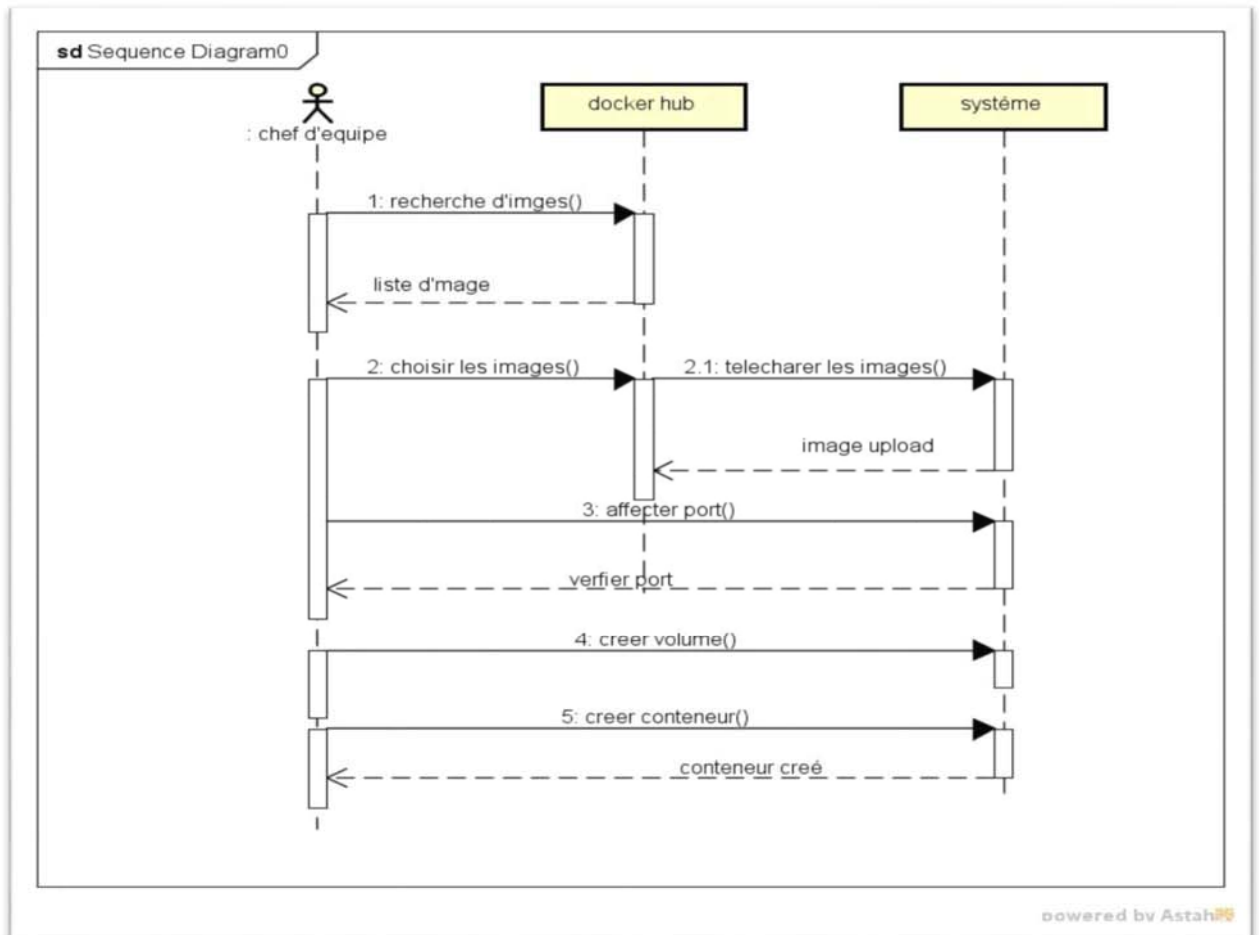 sd Sequence Diagram0
: chef d'equipe
docker hub
systéme
1: recherche d'imges()
liste d'mage
2: choisir les images()
2.1: telecharer les images()
image upload
3: affecter port()
verfier port
4: creer volume()
5: creer conteneur()
conteneur creé
powered by Astah